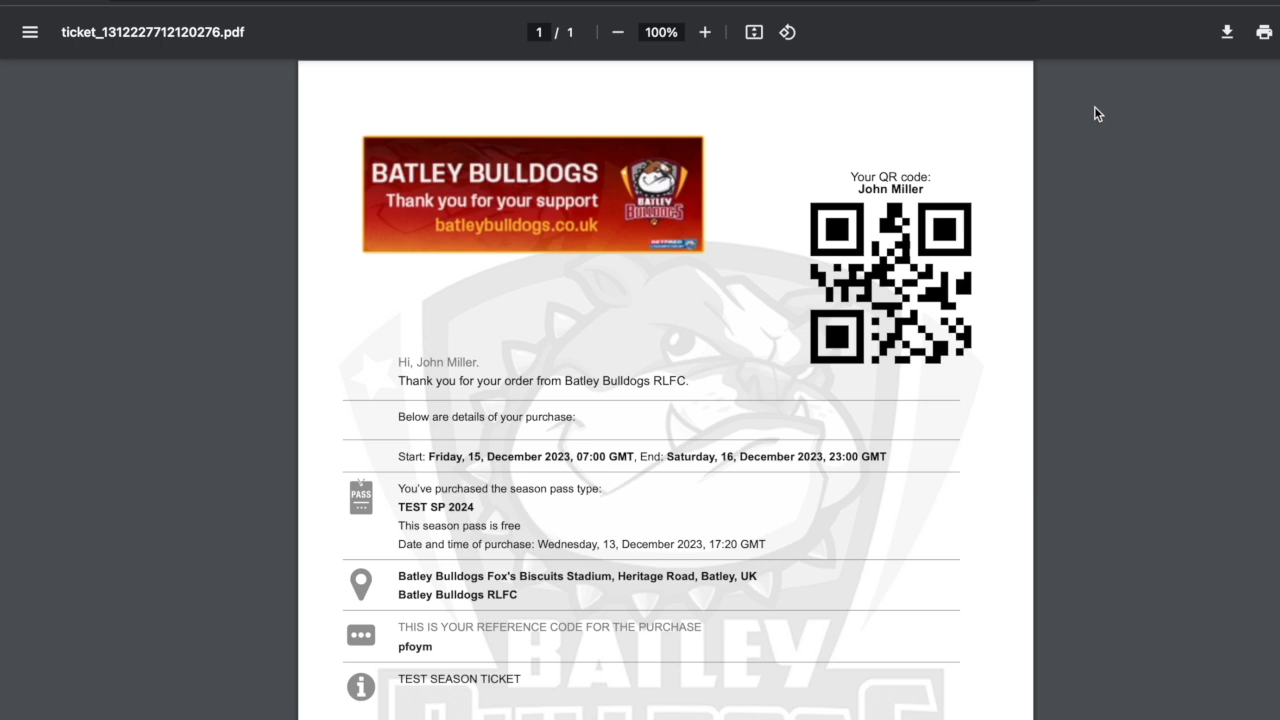 ticket_1312227712120276.pdf
1 / 1
100%
BATLEY BULLDOGS
Thank you for your support
batleybulldogs.co.uk
BATLEY
BULLDOGS
BETFRED
Your QR code:
John Miller
Hi, John Miller.
Thank you for your order from Batley Bulldogs RLFC.
Below are details of your purchase:
Start: Friday, 15, December 2023, 07:00 GMT, End: Saturday, 16, December 2023, 23:00 GMT
PASS
You've purchased the season pass type:
TEST SP 2024
This season pass is free
Date and time of purchase: Wednesday, 13, December 2023, 17:20 GMT
Batley Bulldogs Fox's Biscuits Stadium, Heritage Road, Batley, UK
Batley Bulldogs RLFC
THIS IS YOUR REFERENCE CODE FOR THE PURCHASE
pfoym
TEST SEASON TICKET
BATLEY
BULLDOGS